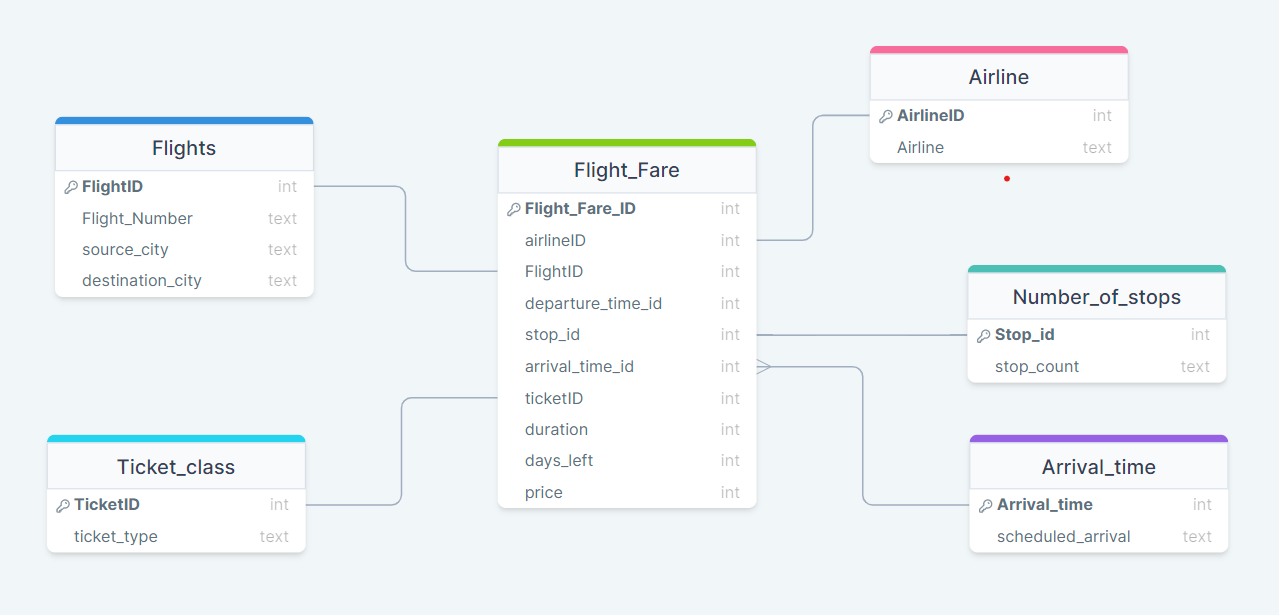 Airline
AirlineID int
Airline text
Flights
FlightID int
Flight_Number text
source_city text
destination_city text
Flight_Fare
Flight_Fare_ID int
airlineID int
FlightID int
departure_time_id int
stop_id int
arrival_time_id int
ticketID int
duration int
days_left int
price int
Number_of_stops
Stop_id int
stop_count text
Ticket_class
TicketID int
ticket_type text
Arrival_time
Arrival_time int
scheduled_arrival text